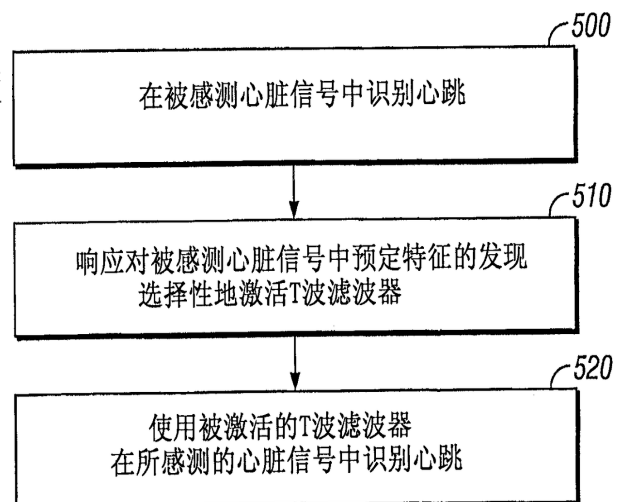 500
在被感测心脏信号中识别心跳
510
响应对被感测心脏信号中预定特征的发现
选择性地激活T波滤波器
520
使用被激活的T波滤波器
在所感测的心脏信号中识别心跳